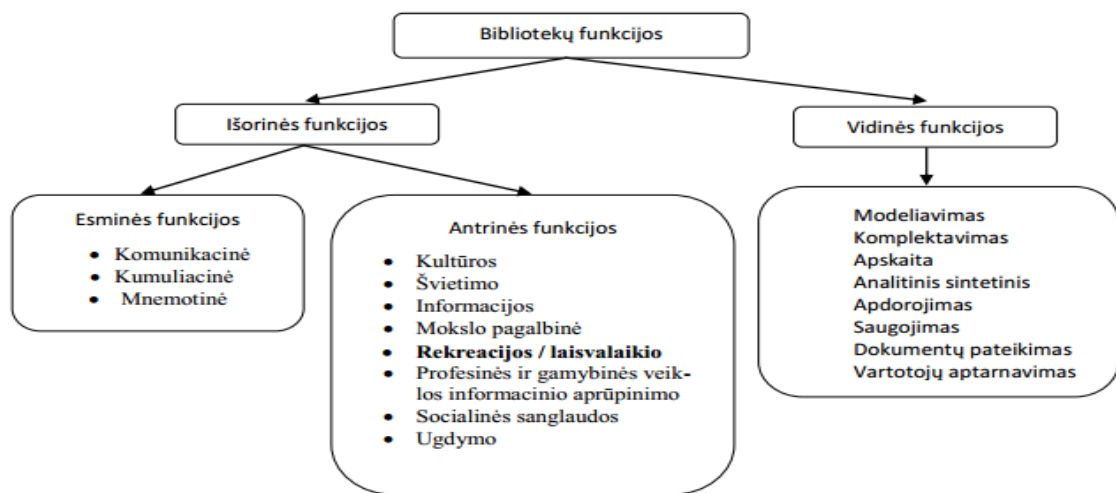 Bibliotekų funkcijos
Išorinės funkcijos
Vidinės funkcijos
Esminės funkcijos
• Komunikacinė
• Kumuliacinė
• Mnemotinė
Antrinės funkcijos
• Kultūros
• Švietimo
• Informacijos
• Mokslo pagalbinė
• Rekreacijos / laisvalaikio
• Profesinės ir gamybinės veik-
los informacinio aprūpinimo
• Socialinės sanglaudos
• Ugdymo
Modeliavimas
Komplektavimas
Apskaita
Analitinis sintetinis
Apdorojimas
Saugojimas
Dokumentų pateikimas
Vartotojų aptarnavimas